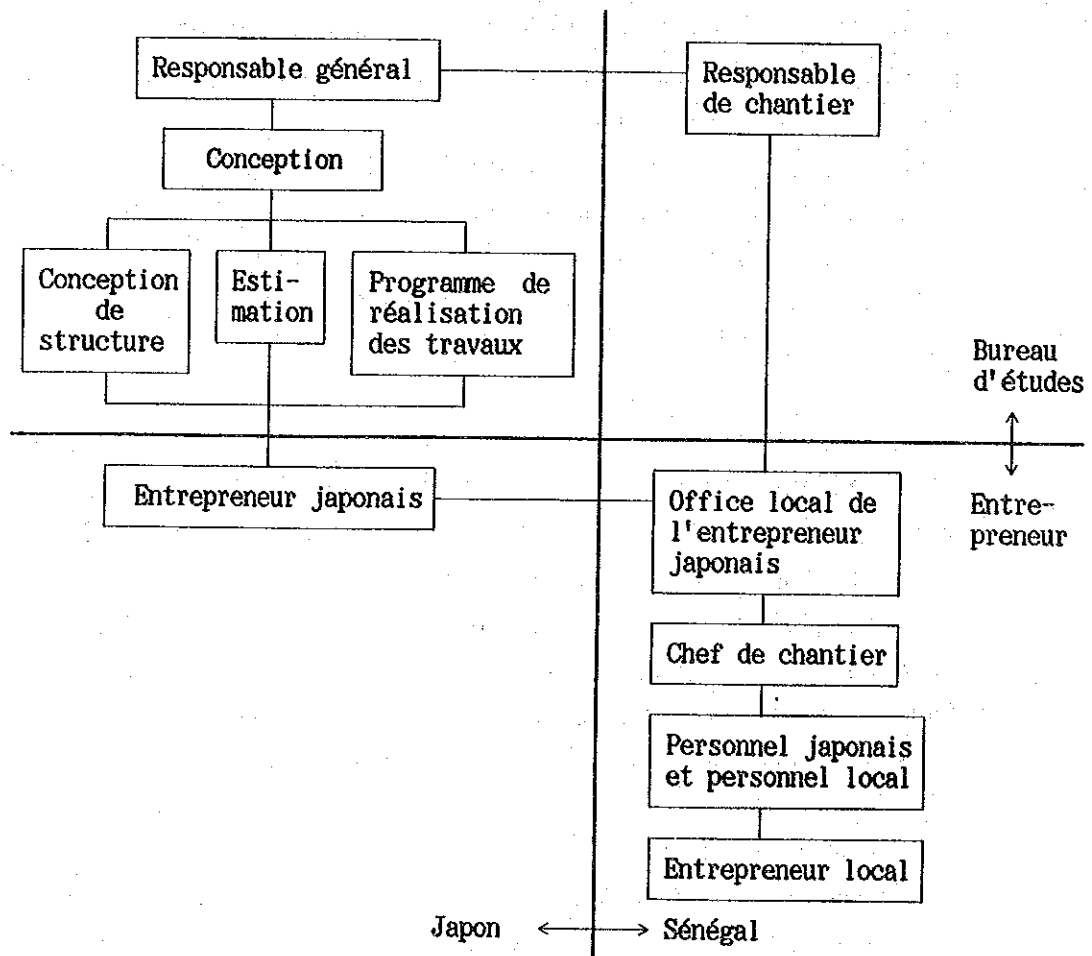 Responsable général
Responsable
de chantier
Conception
Conception
de
structure
Esti-
mation
Programme de
réalisation
des travaux
Bureau
d'études
Entrepreneur japonais
Office local de
l'entrepreneur
japonais
Entre-
preneur
Chef de chantier
Personnel japonais
et personnel local
Entrepreneur local
Japon
Sénégal